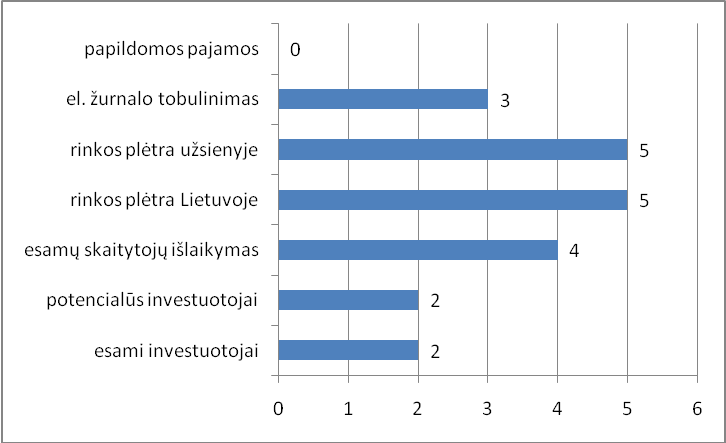 papildomos pajamos 0
el. žurnalo tobulinimas 3
rinkos plėtra užsienyje 5
rinkos plėtra Lietuvoje 5
esamų skaitytojų išlaikymas 4
potencialūs investuotojai 2
esami investuotojai 2
0 1 2 3 4 5 6